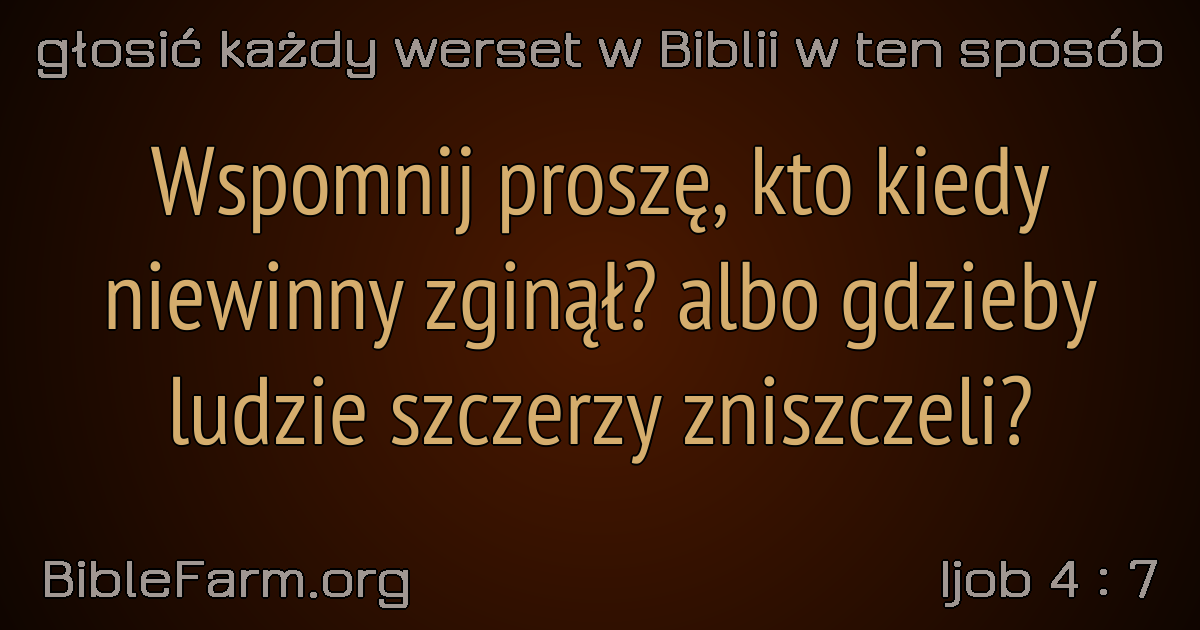 głosić każdy werset w Biblii w ten sposób
Wspomnij proszę, kto kiedy
niewinny zginął? albo gdzieby
ludzie szczerzy zniszczeli?
BibleFarm.org
Ijob 4 : 7